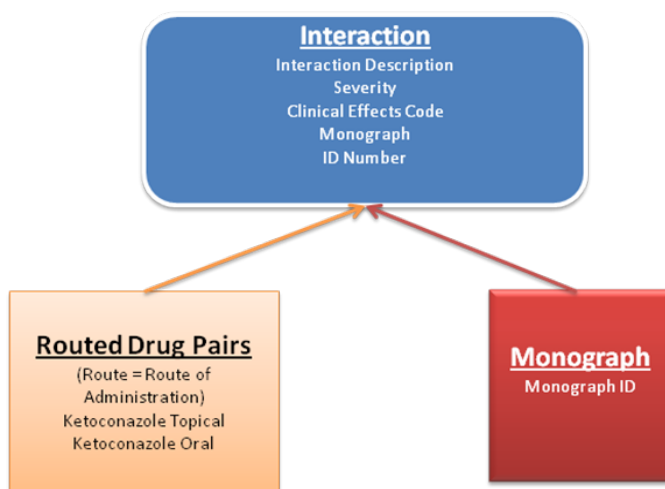 Interaction
Interaction Description
Severity
Clinical Effects Code
Monograph
ID Number
Routed Drug Pairs
(Route = Route of
Administration)
Ketoconazole Topical
Ketoconazole Oral
Monograph
Monograph ID